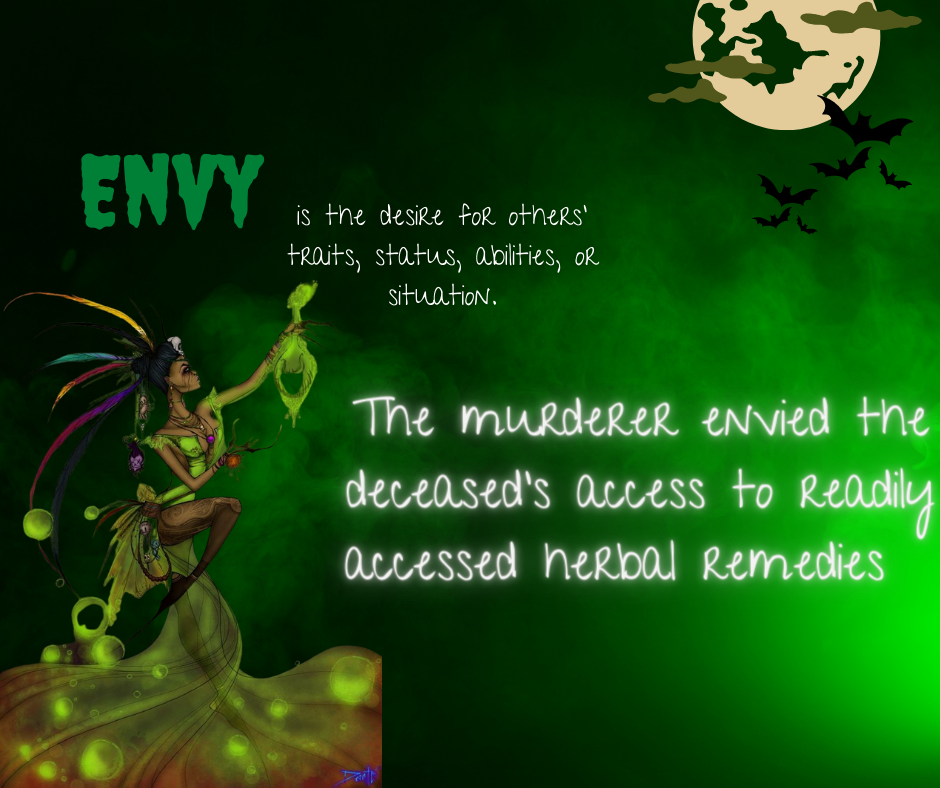 ENVY
is the desire for others'
traits, status, abilities, or
situation.
The murderer envied the
deceased's access to readily
accessed herbal remedies